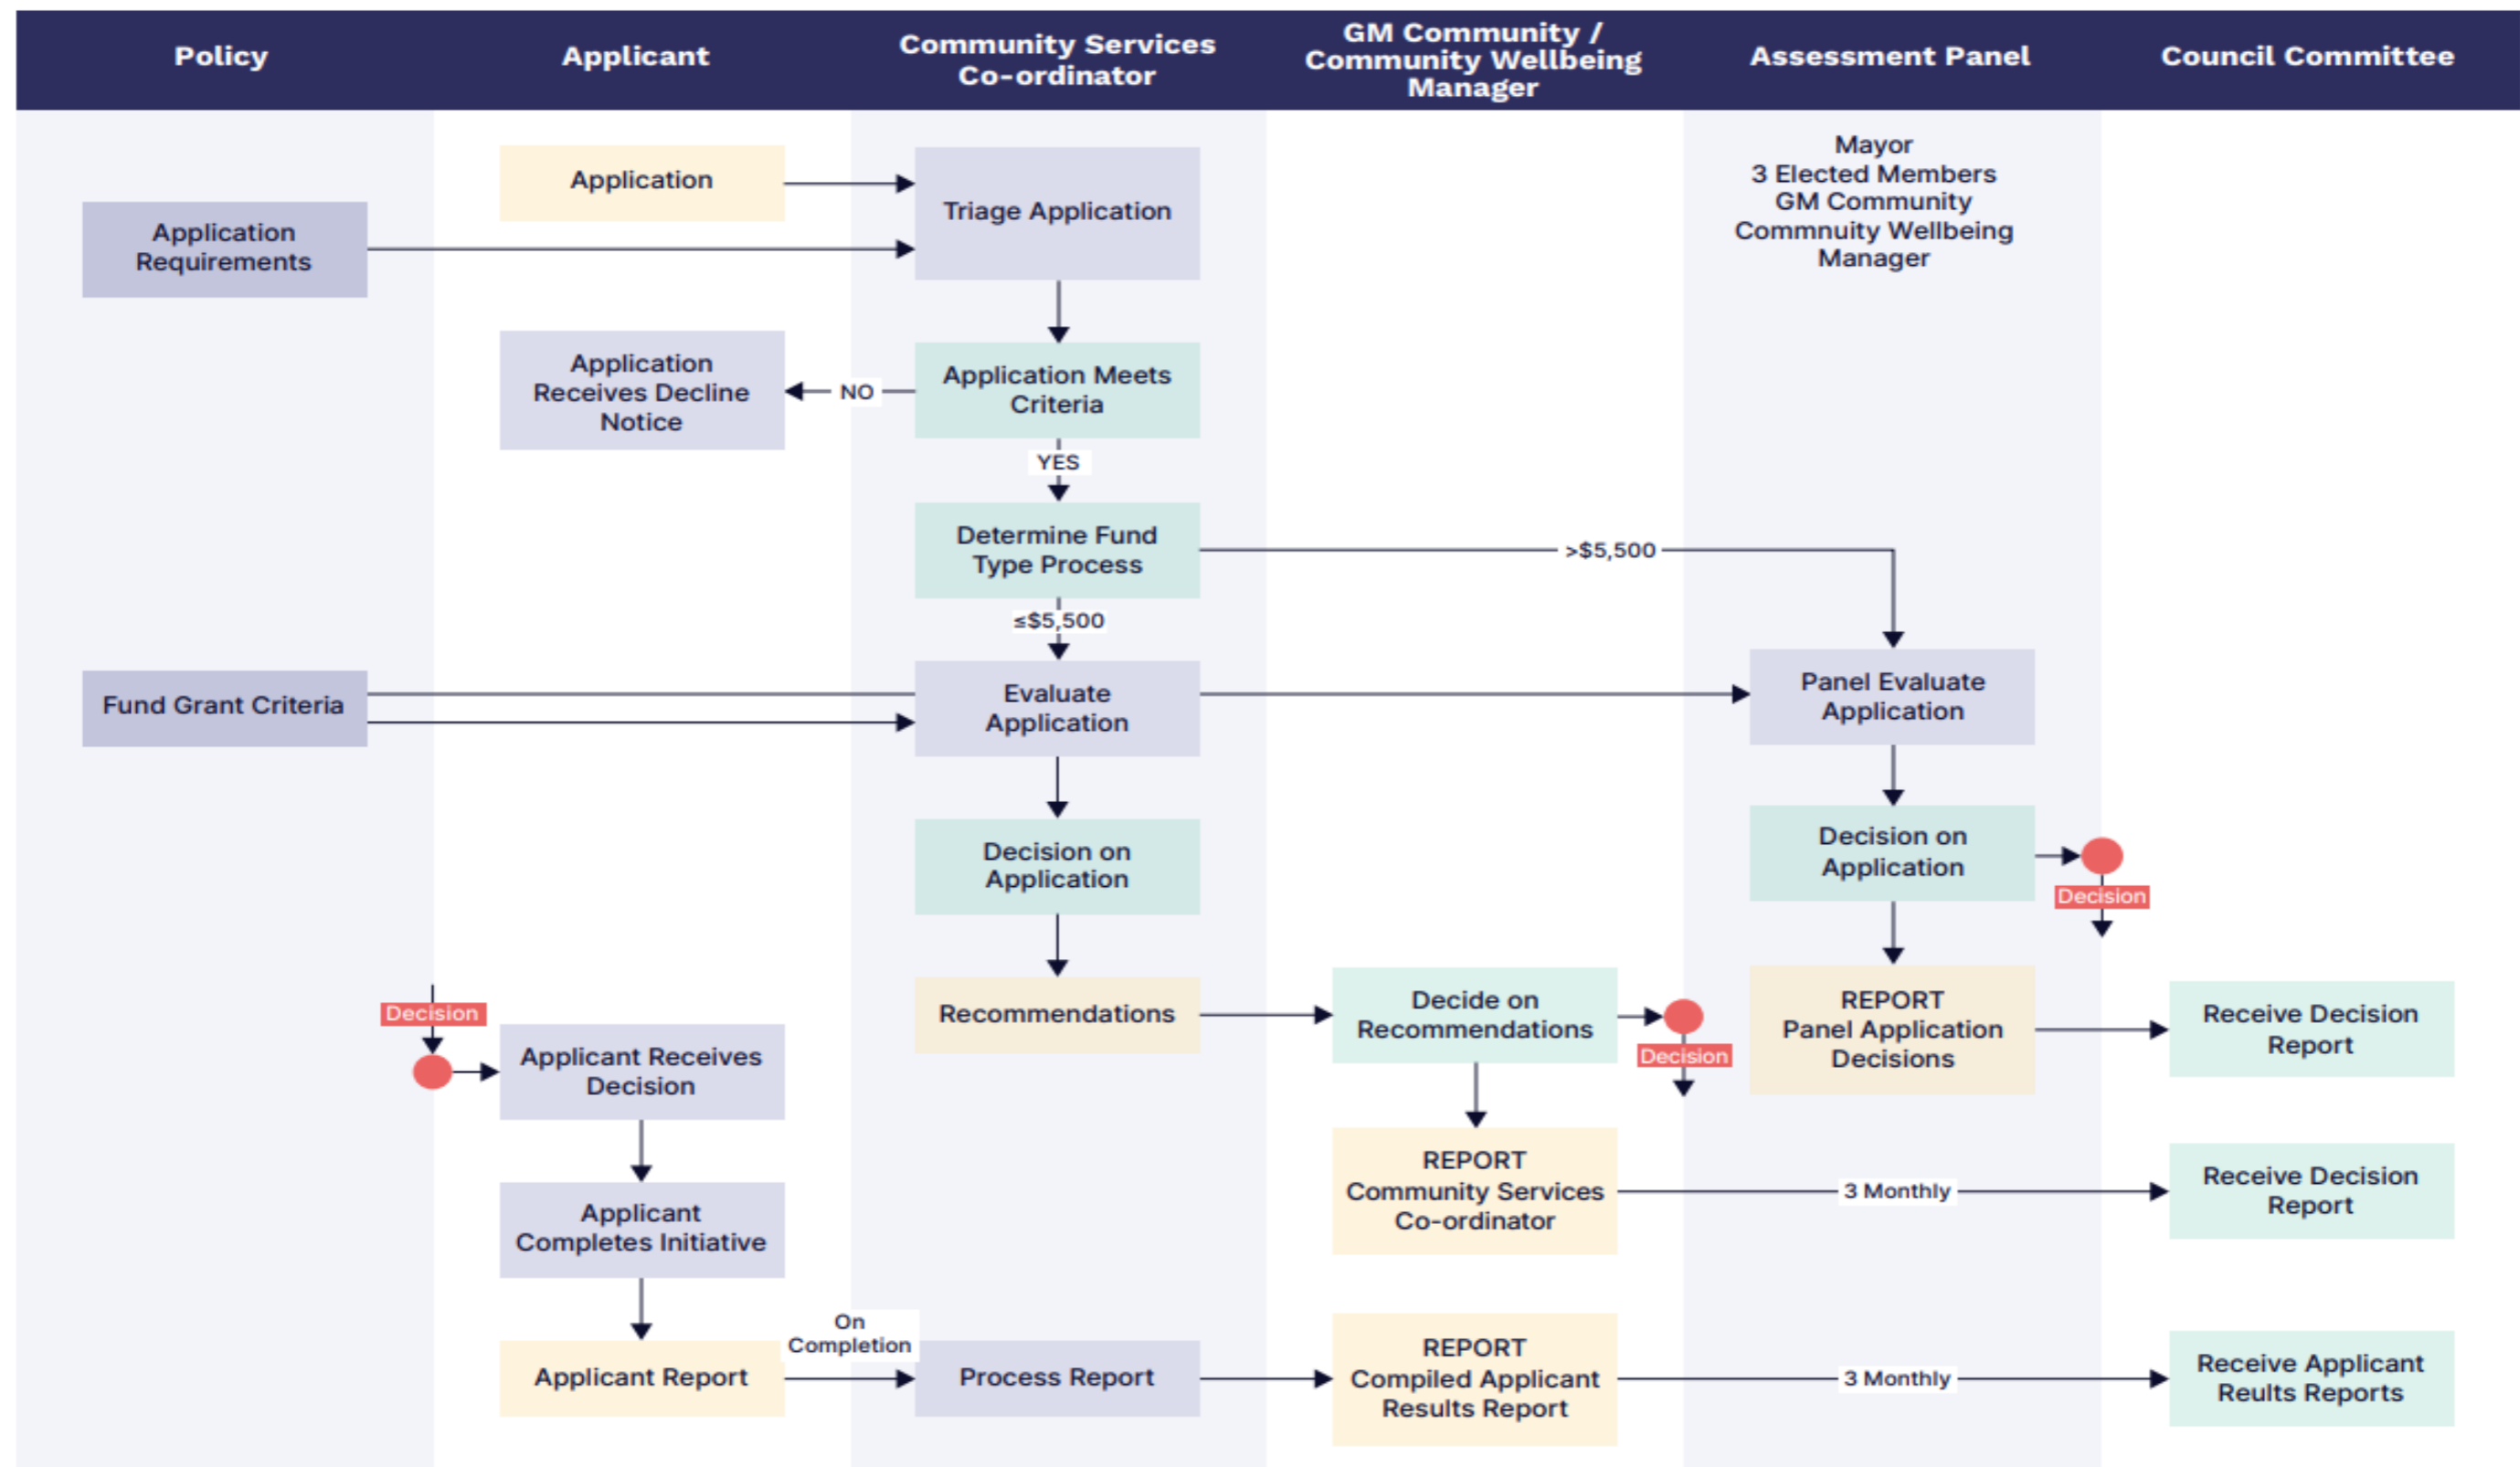 Policy
Applicant
Community Services
Co-ordinator
GM Community /
Community Wellbeing
Manager
Assessment Panel
Council Committee
Mayor
3 Elected Members
GM Community
Commnuity Wellbeing
Manager
Application
Triage Application
Application
Requirements
Application
Receives Decline
Notice
NO
Application Meets
Criteria
YES
Determine Fund
Type Process
>$5,500
≤$5,500
Fund Grant Criteria
Evaluate
Application
Panel Evaluate
Application
Decision on
Application
Decision on
Application
Decision
Decision
Recommendations
Decide on
Recommendations
Decision
REPORT
Panel Application
Decisions
Receive Decision
Report
Applicant Receives
Decision
REPORT
Community Services
Co-ordinator
3 Monthly
Receive Decision
Report
Applicant
Completes Initiative
On
Completion
Applicant Report
Process Report
REPORT
Compiled Applicant
Results Report
3 Monthly
Receive Applicant
Reults Reports